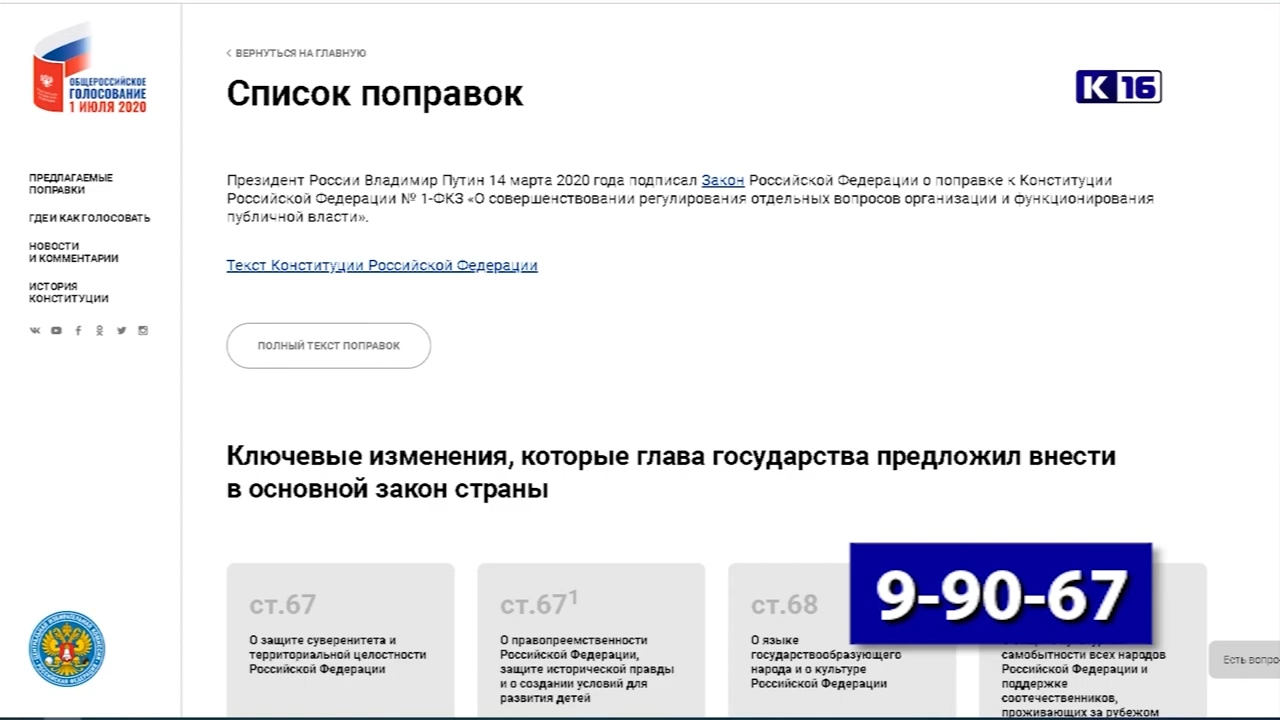 ОБЩЕРОССИЙСКОЕ
ГОЛОСОВАНИЕ
1 ИЮЛЯ 2020
ПРЕДЛАГАЕМЫЕ
ПОПРАВКИ
ГДЕ И КАК ГОЛОСОВАТЬ
НОВОСТИ
И КОММЕНТАРИИ
ИСТОРИЯ
КОНСТИТУЦИИ
ВЕРНУТЬСЯ НА ГЛАВНУЮ
Список поправок
К 16
Президент России Владимир Путин 14 марта 2020 года подписал Закон Российской Федерации о поправке к Конституции
Российской Федерации № 1-ФКЗ «О совершенствовании регулирования отдельных вопросов организации и функционирования
публичной власти».
Текст Конституции Российской Федерации
ПОЛНЫЙ ТЕКСТ ПОПРАВОК
Ключевые изменения, которые глава государства предложил внести
в основной закон страны
ст.67
О защите суверенитета и
территориальной целостности
Российской Федерации
ст.67¹
О правопреемственности
Российской Федерации,
защите исторической правды
и о создании условий для
развития детей
ст.68
О языке
государствообразующего
народа и о культуре
Российской Федерации
9-90-67
самобытности всех народов
Российской Федерации и
поддержке
соотечественников,
проживающих за рубежом
Есть вопро